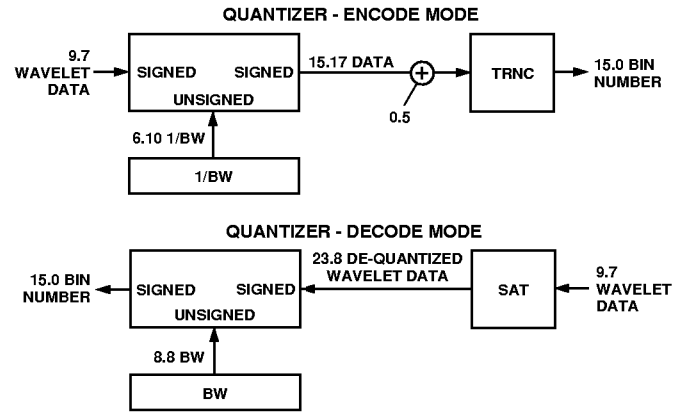 QUANTIZER - ENCODE MODE
9.7
WAVELET
DATA
SIGNED
SIGNED
UNSIGNED
15.17 DATA
0.5
TRNC
15.0 BIN
NUMBER
6.10 1/BW
1/BW
QUANTIZER - DECODE MODE
15.0 BIN
NUMBER
SIGNED
SIGNED
UNSIGNED
23.8 DE-QUANTIZED
WAVELET DATA
SAT
9.7
WAVELET
DATA
8.8 BW
BW